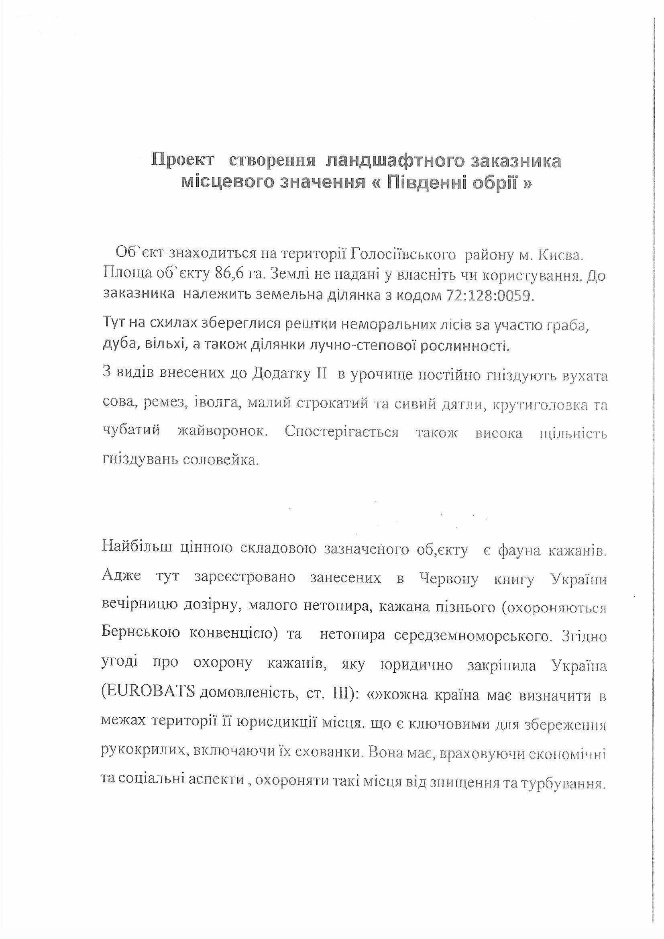 Проект створення ландшафтного заказника
місцевого значення « Південні обрії »
Об`єкт знаходиться на території Голосіївського району м. Києва.
Площа об`єкту 86,6 га. Землі не надані у власніть чи користування. До
заказника належить земельна ділянка з кодом 72:128:0059.
Тут на схилах збереглися рештки неморальних лісів за участю граба,
дуба, вільхі, а також ділянки лучно-степової рослинності.
З видів внесених до Додатку ІІ в урочище постійно гніздують вухата
сова, ремез, іволга, малий строкатий та сивий дятли, крутиголовка та
чубатий жайворонок. Спостерігається також висока щільність
гніздувань соловейка.
Найбільш цінною складовою зазначеного об,єкту є фауна кажанів.
Адже тут зареєстровано занесених в Червону книгу України
вечірницю дозірну, малого нетопира, кажана пізнього (охороняються
Бернською конвенцією) та нетопира середземноморського. Згідно
угоді про охорону кажанів, яку юридично закріпила Україна
(EUROBATS домовленість, ст. ІІІ): «о»кожна країна має визначити в
межах території її юрисдикції місця. що є ключовими для збереження
рукокрилих, включаючи їх схованки. Вона має, враховуючи економічні
та соціальні аспекти , охороняти такі місця від знищення та турбування.